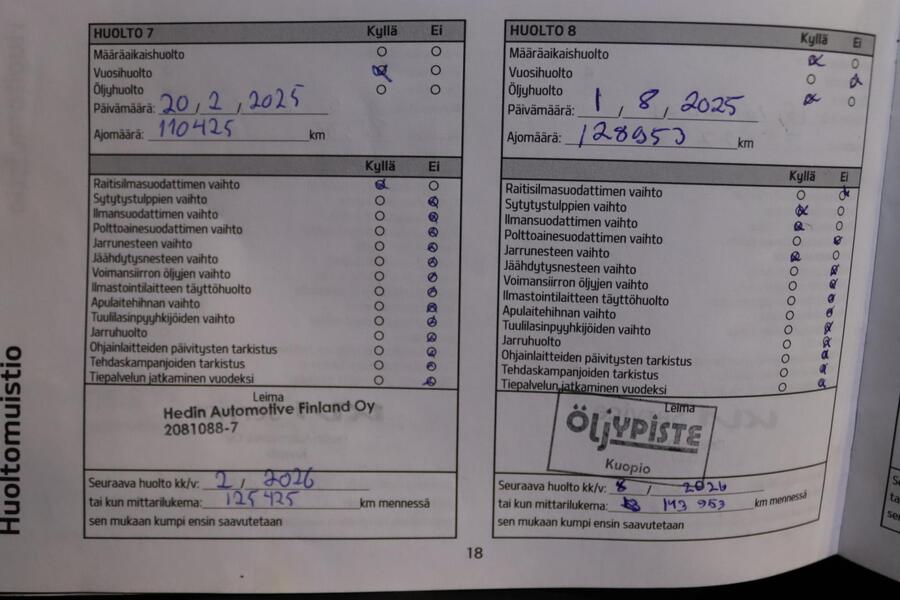 HUOLTO 7 Kyllä Ei
Määräaikaishuolto
Vuosihuolto
Öljyhuolto
Päivämäärä: 20 / 2 / 2025
Ajomäärä: 110425 km
Kyllä Ei
Raitisilmasuodattimen vaihto
Sytytystulppien vaihto
Ilmansuodattimen vaihto
Polttoainesuodattimen vaihto
Jarrunesteen vaihto
Jäähdytysnesteen vaihto
Voimansiirron öljyjen vaihto
Ilmastointilaitteen täyttöhuolto
Apulaitehihnan vaihto
Tuulilasinpyyhkijöiden vaihto
Jarruhuolto
Ohjainlaitteiden päivitysten tarkistus
Tehdaskampanjoiden tarkistus
Tiepalvelun jatkaminen vuodeksi
Leima
Hedin Automotive Finland Oy
2081088-7
Seuraava huolto kk/v: 2 / 2026
tai kun mittarilukema: 125425 km mennessä
sen mukaan kumpi ensin saavutetaan
HUOLTO 8 Kyllä Ei
Määräaikaishuolto
Vuosihuolto
Öljyhuolto
Päivämäärä: 1 / 8 / 2025
Ajomäärä: 128953 km
Kyllä Ei
Raitisilmasuodattimen vaihto
Sytytystulppien vaihto
Ilmansuodattimen vaihto
Polttoainesuodattimen vaihto
Jarrunesteen vaihto
Jäähdytysnesteen vaihto
Voimansiirron öljyjen vaihto
Ilmastointilaitteen täyttöhuolto
Apulaitehihnan vaihto
Tuulilasinpyyhkijöiden vaihto
Jarruhuolto
Ohjainlaitteiden päivitysten tarkistus
Tehdaskampanjoiden tarkistus
Tiepalvelun jatkaminen vuodeksi
Leima
ÖLJYPISTE
Kuopio
Seuraava huolto kk/v: 8 / 2026
tai kun mittarilukema: 143 953 km mennessä
sen mukaan kumpi ensin saavutetaan
18
Huoltomuistio